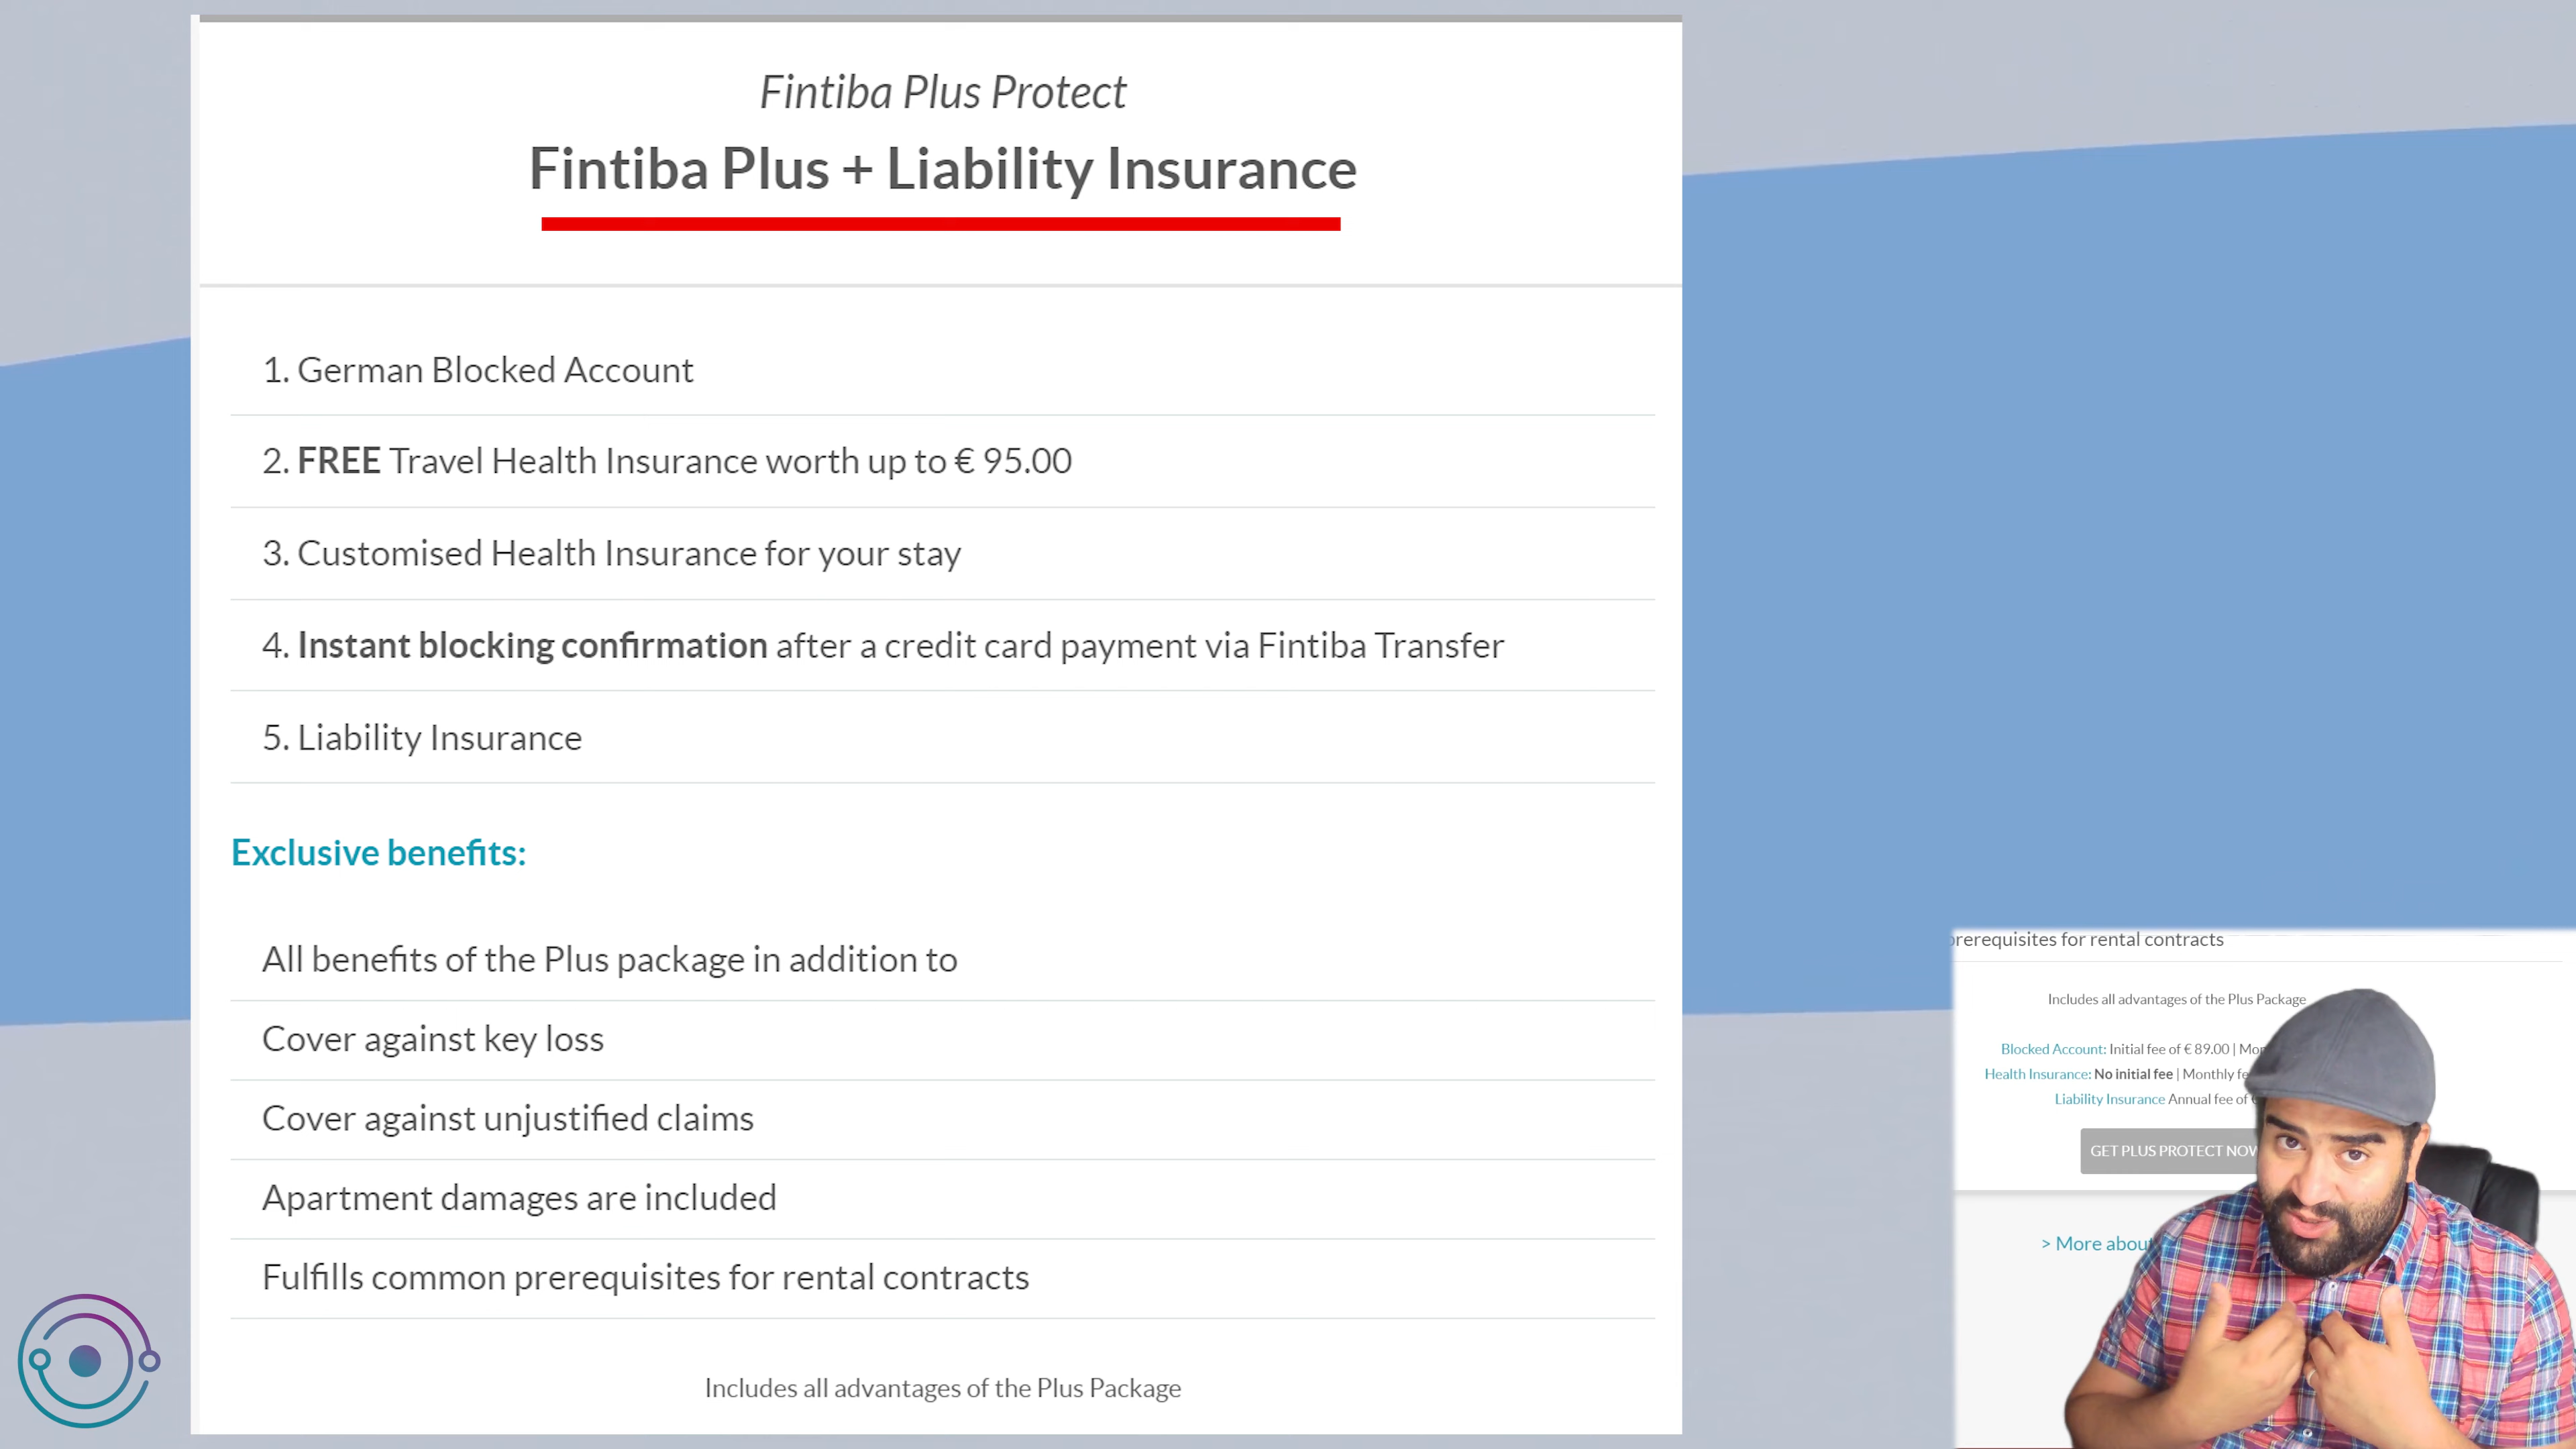 Fintiba Plus Protect
Fintiba Plus + Liability Insurance
1. German Blocked Account
2. FREE Travel Health Insurance worth up to € 95.00
3. Customised Health Insurance for your stay
4. Instant blocking confirmation after a credit card payment via Fintiba Transfer
5. Liability Insurance
Exclusive benefits:
All benefits of the Plus package in addition to
Cover against key loss
Cover against unjustified claims
Apartment damages are included
Fulfills common prerequisites for rental contracts
Includes all advantages of the Plus Package
prerequisites for rental contracts
Includes all advantages of the Plus Package
Blocked Account: Initial fee of € 89.00 |
Health Insurance: No initial fee | Monthly
Liability Insurance Annual fee of
GET PLUS PROTECT NOW
> More about